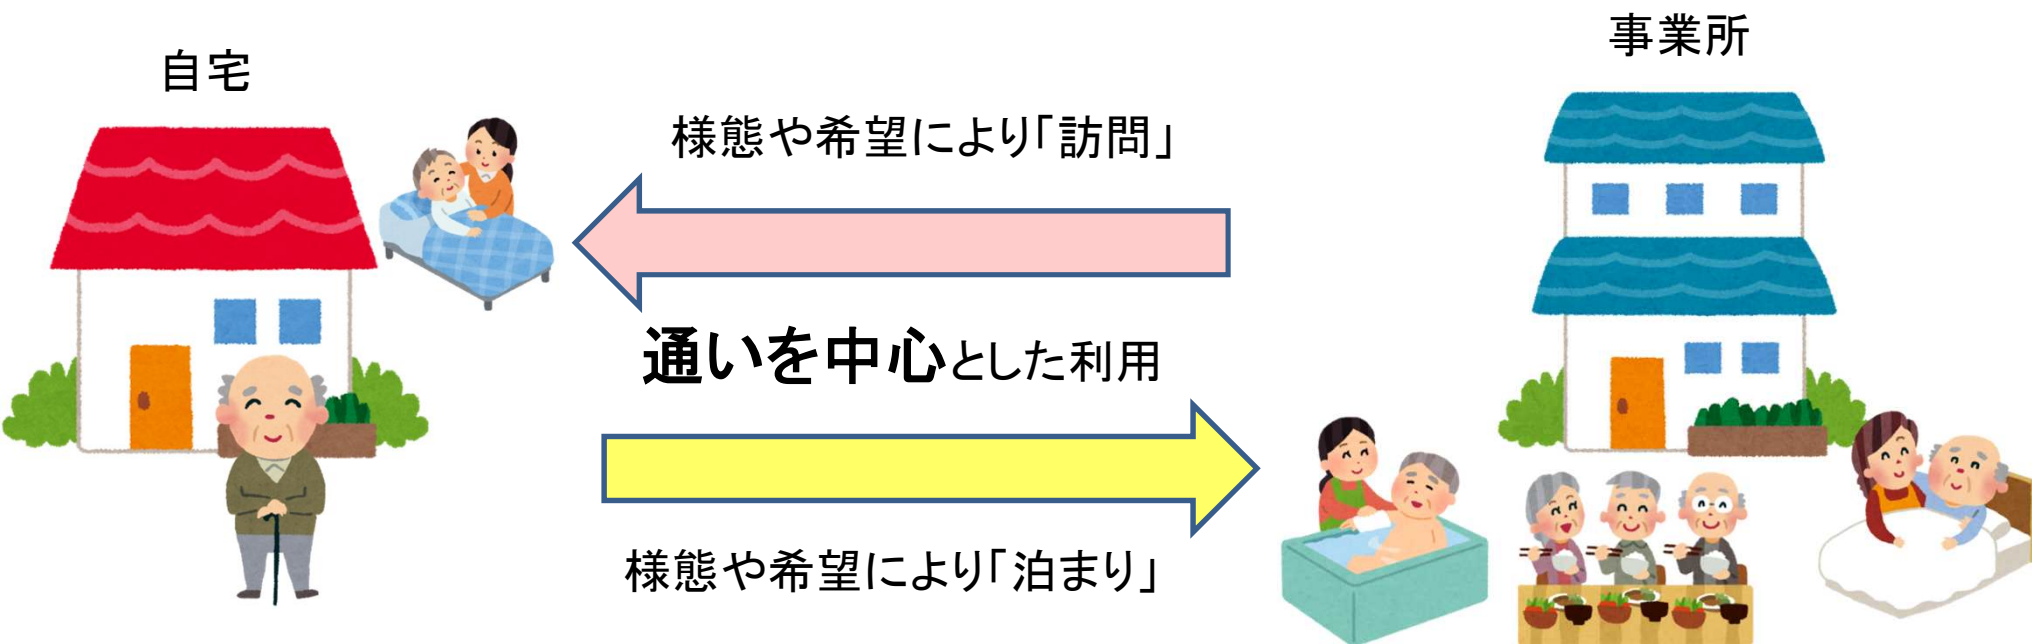 自宅
事業所
様態や希望により「訪問」
通いを中心とした利用
様態や希望により「泊まり」